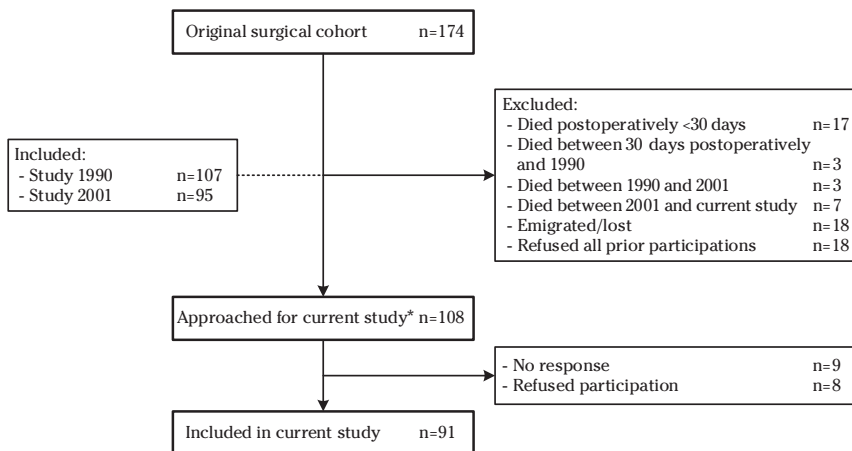 Original surgical cohort n=174
Excluded:
- Died postoperatively <30 days n=17
- Died between 30 days postoperatively
and 1990 n=3
- Died between 1990 and 2001 n=3
- Died between 2001 and current study n=7
- Emigrated/lost n=18
- Refused all prior participations n=18
Included:
- Study 1990 n=107
- Study 2001 n=95
Approached for current study* n=108
- No response n=9
- Refused participation n=8
Included in current study n=91